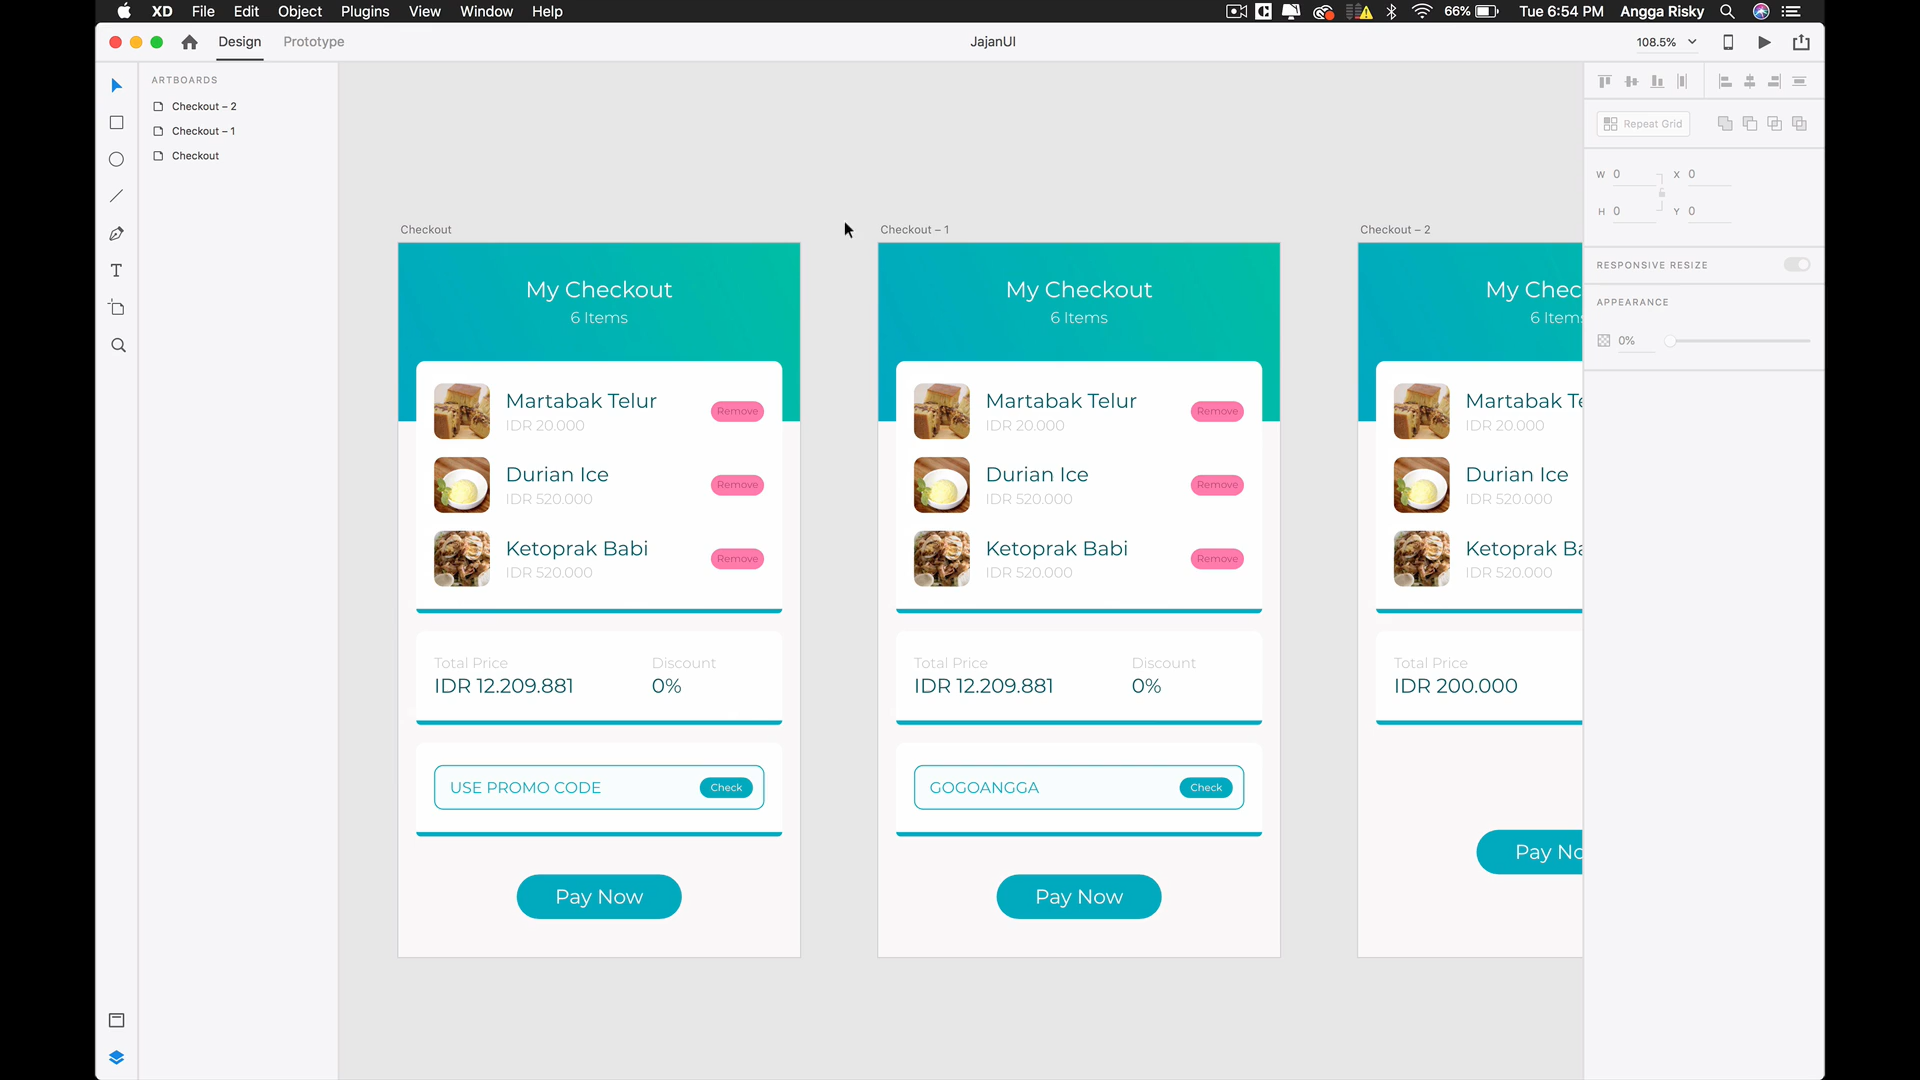 XD File Edit Object Plugins View Window Help
66% Tue 6:54 PM Angga Risky
Design Prototype
JajanUI
108.5%
ARTBOARDS
Checkout – 2
Checkout – 1
Checkout
Repeat Grid
W 0 X 0
H 0 Y 0
RESPONSIVE RESIZE
APPEARANCE
0%
Checkout
My Checkout
6 Items
Martabak Telur
IDR 20.000
Remove
Durian Ice
IDR 520.000
Remove
Ketoprak Babi
IDR 520.000
Remove
Total Price
IDR 12.209.881
Discount
0%
USE PROMO CODE
Check
Pay Now
Checkout – 1
My Checkout
6 Items
Martabak Telur
IDR 20.000
Remove
Durian Ice
IDR 520.000
Remove
Ketoprak Babi
IDR 520.000
Remove
Total Price
IDR 12.209.881
Discount
0%
GOGOANGGA
Check
Pay Now
Checkout – 2
My Chec
6 Items
Martabak Te
IDR 20.000
Durian Ice
IDR 520.000
Ketoprak Ba
IDR 520.000
Total Price
IDR 200.000
Pay No